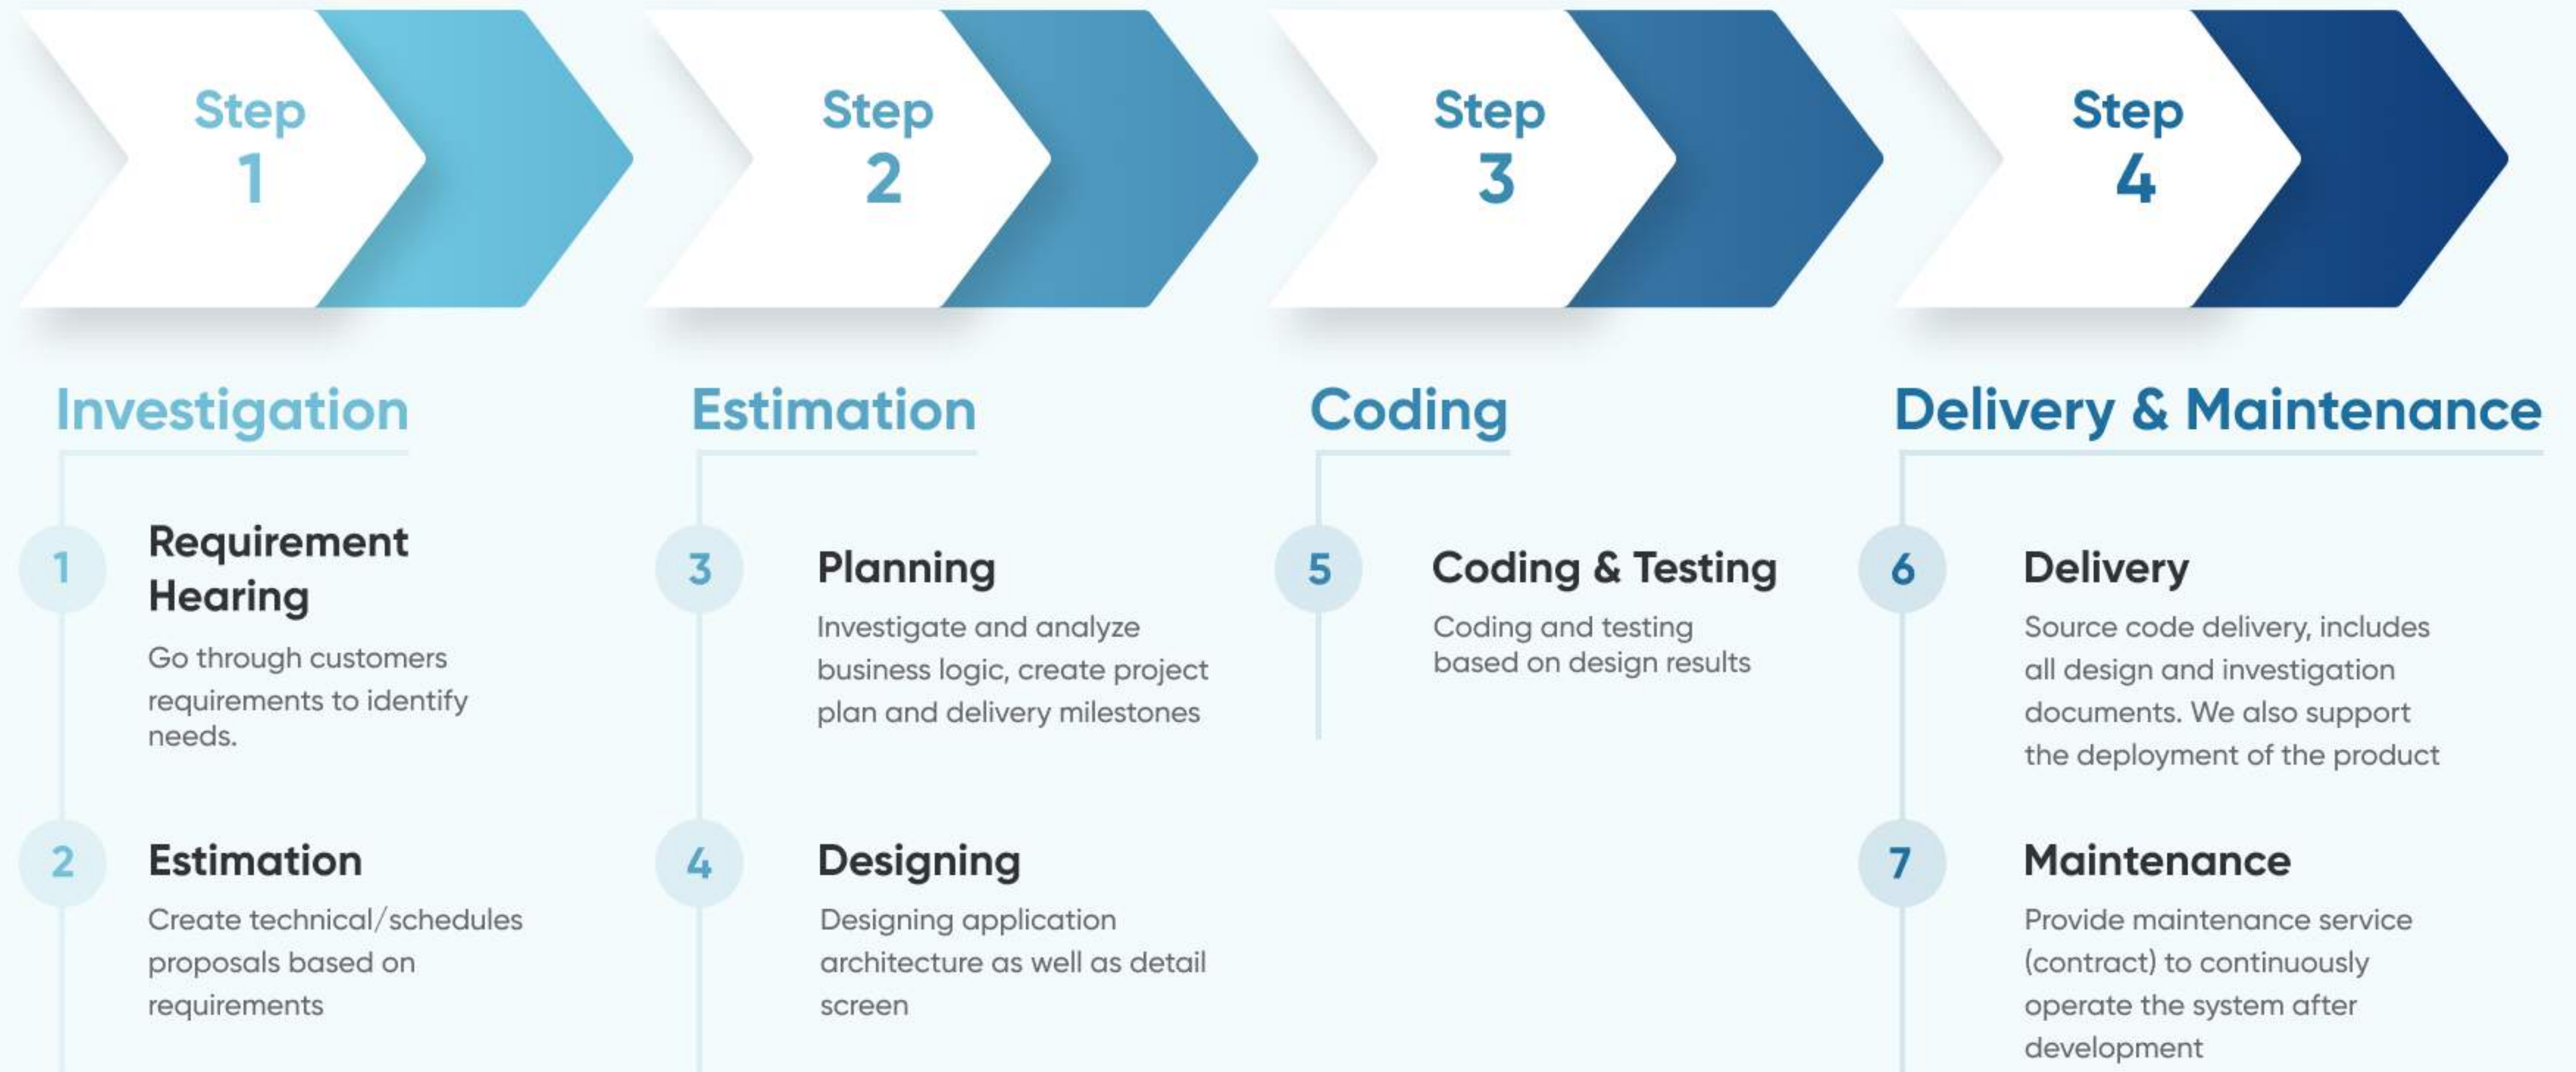 Step
1
Step
2
Step
3
Step
4
Investigation
1
Requirement
Hearing
Go through customers
requirements to identify
needs.
2
Estimation
Create technical/schedules
proposals based on
requirements
Estimation
3
Planning
Investigate and analyze
business logic, create project
plan and delivery milestones
4
Designing
Designing application
architecture as well as detail
screen
Coding
5
Coding & Testing
Coding and testing
based on design results
Delivery & Maintenance
6
Delivery
Source code delivery, includes
all design and investigation
documents. We also support
the deployment of the product
7
Maintenance
Provide maintenance service
(contract) to continuously
operate the system after
development